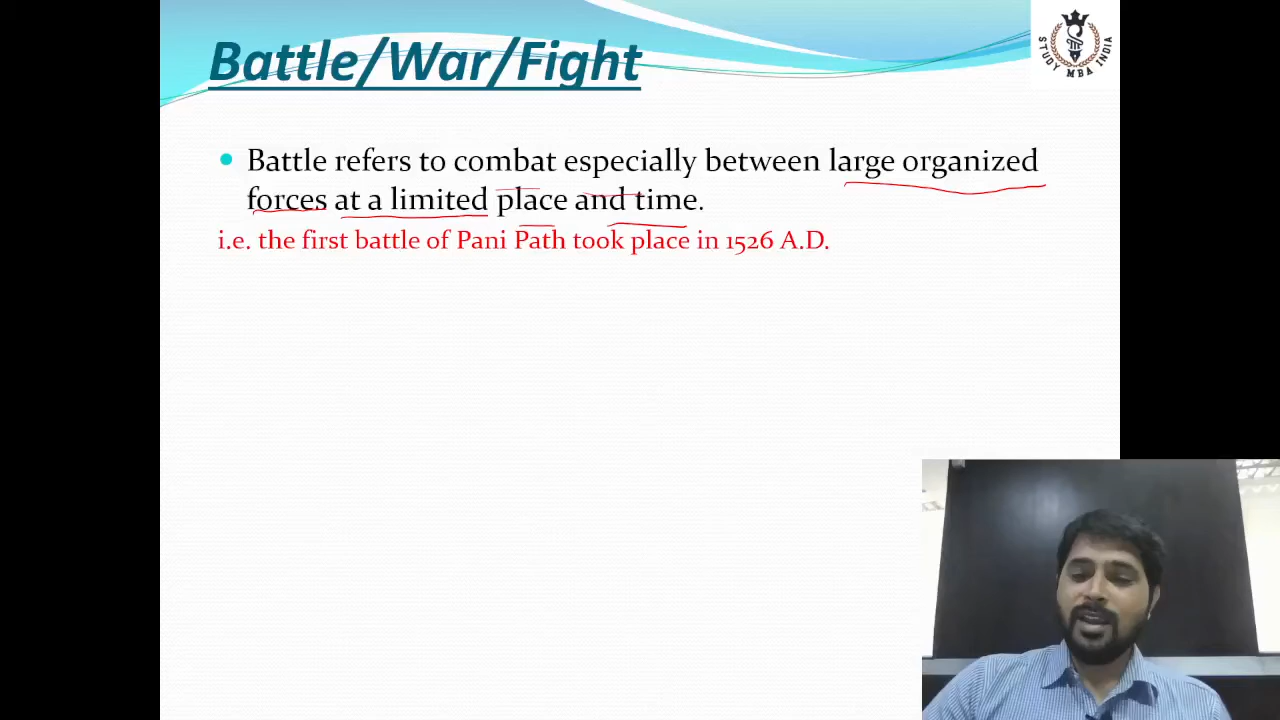 Battle/War/Fight
STUDY MBA INDIA
Battle refers to combat especially between large organized
forces at a limited place and time.
i.e. the first battle of Pani Path took place in 1526 A.D.